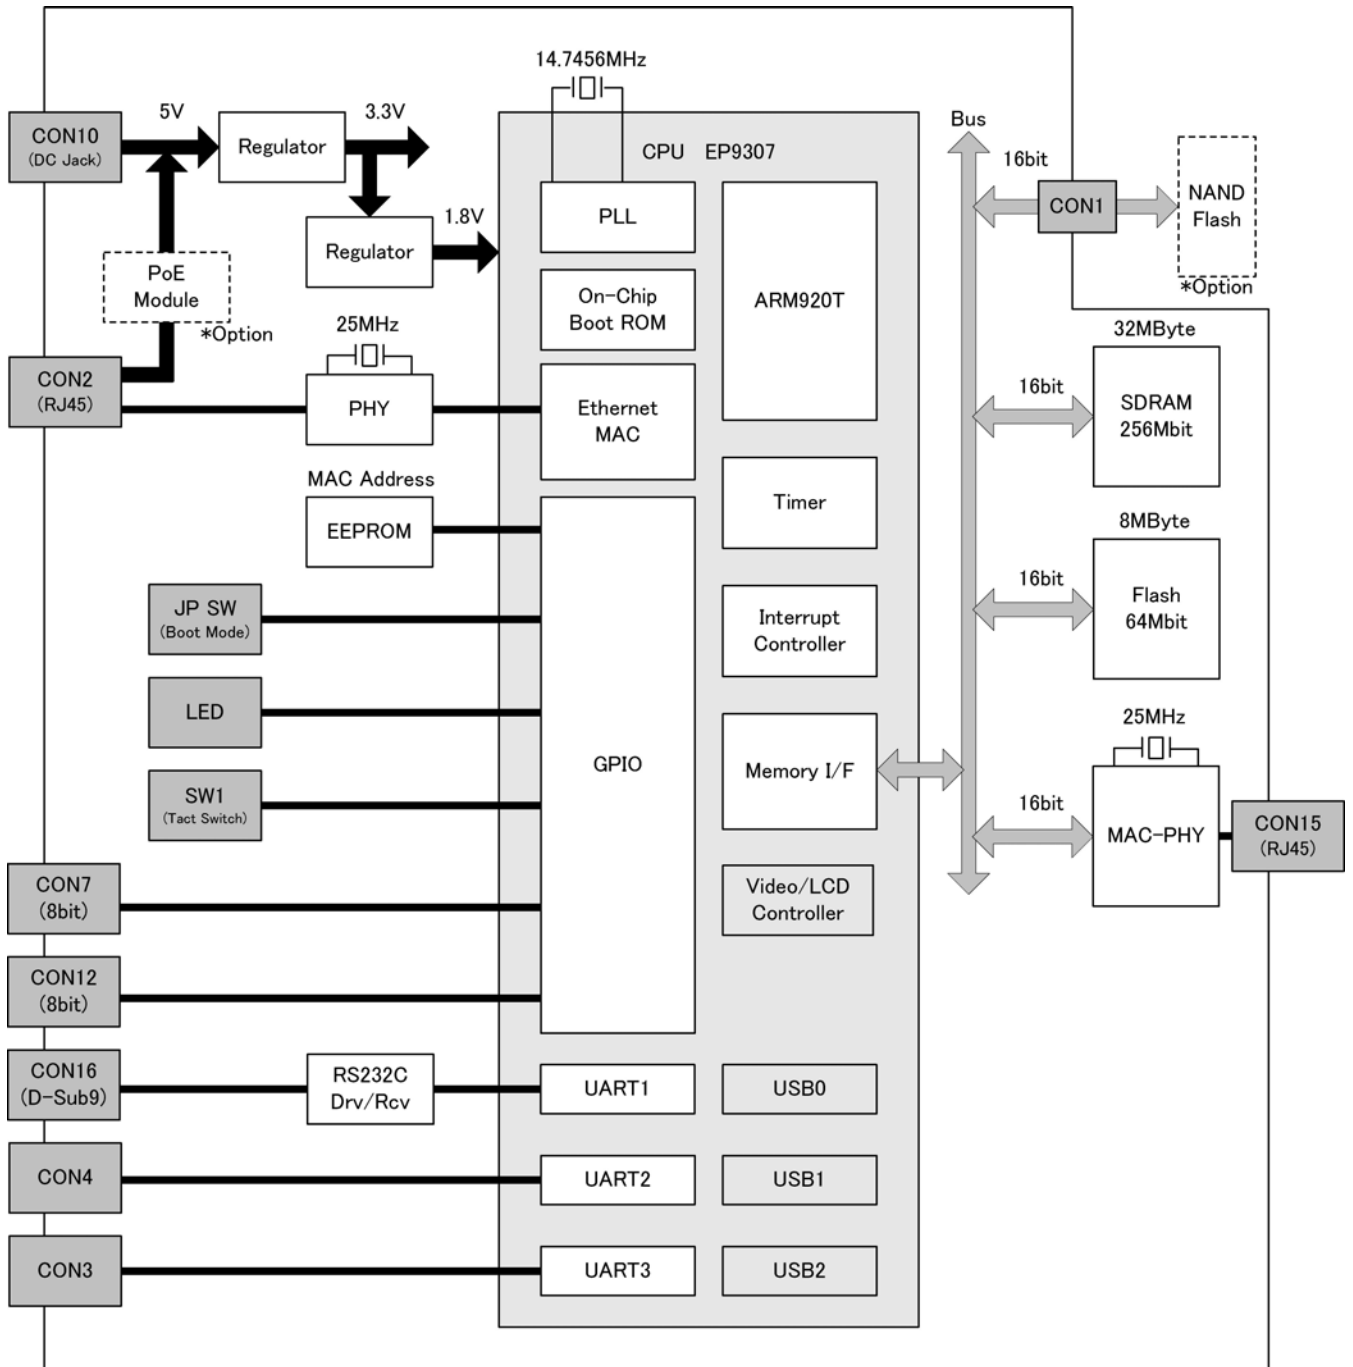 14.7456MHz
CON10
(DC Jack)
5V
Regulator
3.3V
CPU EP9307
Bus
16bit
CON1
NAND
Flash
*Option
PLL
1.8V
Regulator
PoE
Module
*Option
On-Chip
Boot ROM
ARM920T
25MHz
CON2
(RJ45)
PHY
Ethernet
MAC
32MByte
16bit
SDRAM
256Mbit
MAC Address
EEPROM
Timer
8MByte
16bit
Flash
64Mbit
JP SW
(Boot Mode)
Interrupt
Controller
LED
GPIO
Memory I/F
25MHz
SW1
(Tact Switch)
16bit
MAC-PHY
CON15
(RJ45)
CON7
(8bit)
Video/LCD
Controller
CON12
(8bit)
CON16
(D-Sub9)
RS232C
Drv/Rcv
UART1
USB0
CON4
UART2
USB1
CON3
UART3
USB2